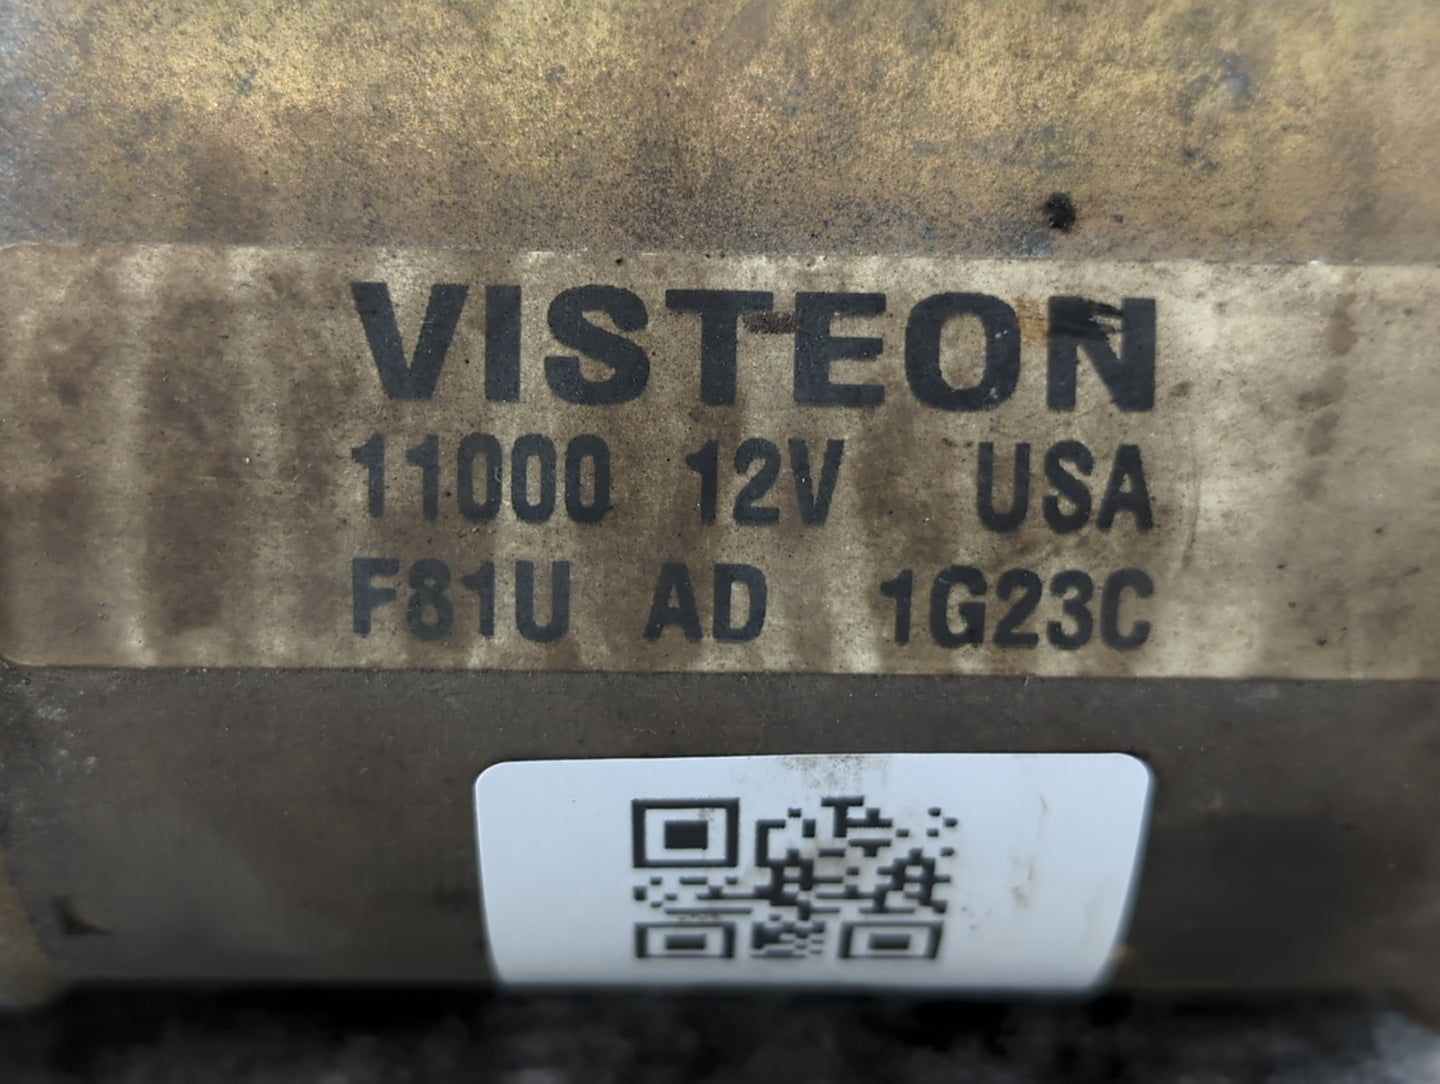 VISTEON
11000 12V USA
F81U AD 1G23C